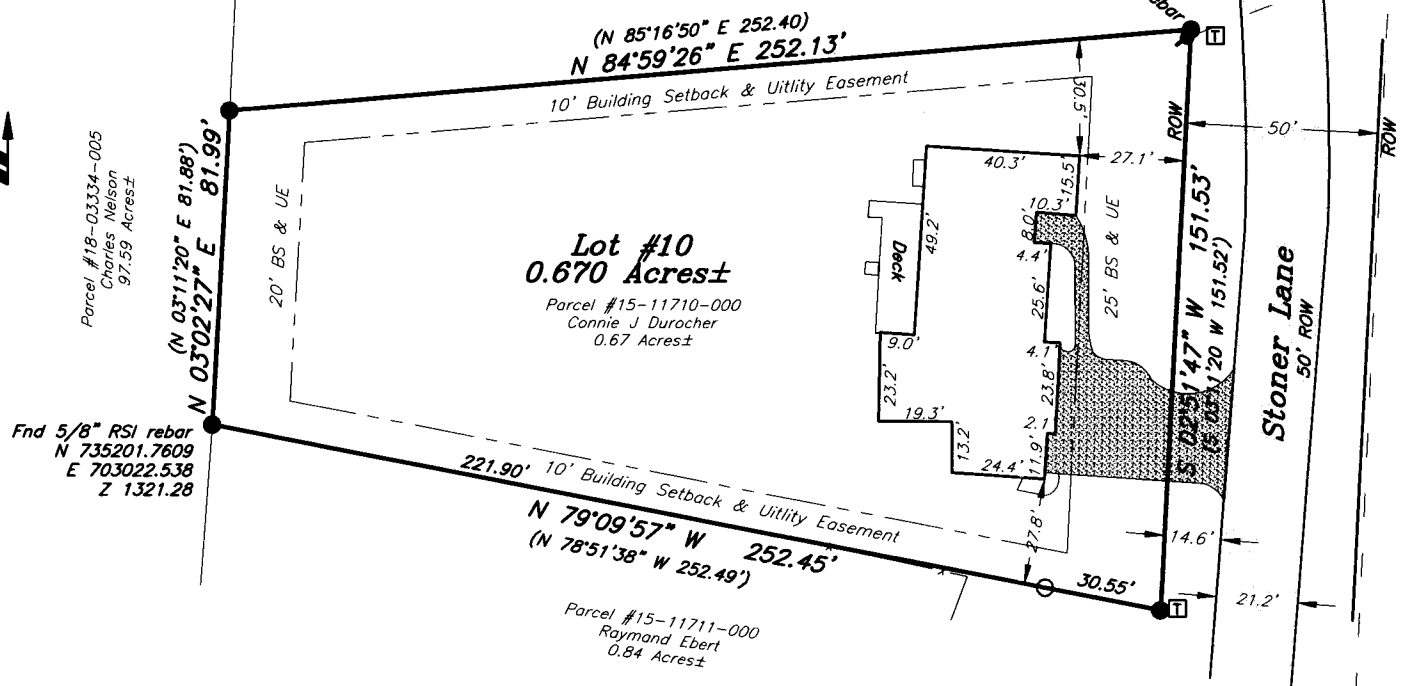 (N 85°16'50" E 252.40)
N 84°59'26" E 252.13'
10' Building Setback & Uitlity Easement
T
30.5'
ROW
50'
ROW
Parcel #18-03334-005
Charles Nelson
97.59 Acres±
(N 03°11'20" E 81.88')
N 03°02'27" E 81.99'
20' BS & UE
Lot #10
0.670 Acres±
Parcel #15-11710-000
Connie J Durocher
0.67 Acres±
Deck
40.3'
27.1'
15.5'
10.3'
8.0'
4.4'
49.2'
25.6'
25' BS & UE
9.0'
4.1'
23.2'
23.8'
19.3'
2.1'
13.2'
11.9'
24.4'
S 02°51'47" W 151.53'
(S 03°11'20 W 151.52')
Stoner Lane
50' ROW
Fnd 5/8" RSI rebar
N 735201.7609
E 703022.538
Z 1321.28
221.90'
10' Building Setback & Uitlity Easement
N 79°09'57" W 252.45'
(N 78°51'38" W 252.49')
27.8'
30.55'
14.6'
21.2'
T
Parcel #15-11711-000
Raymond Ebert
0.84 Acres±